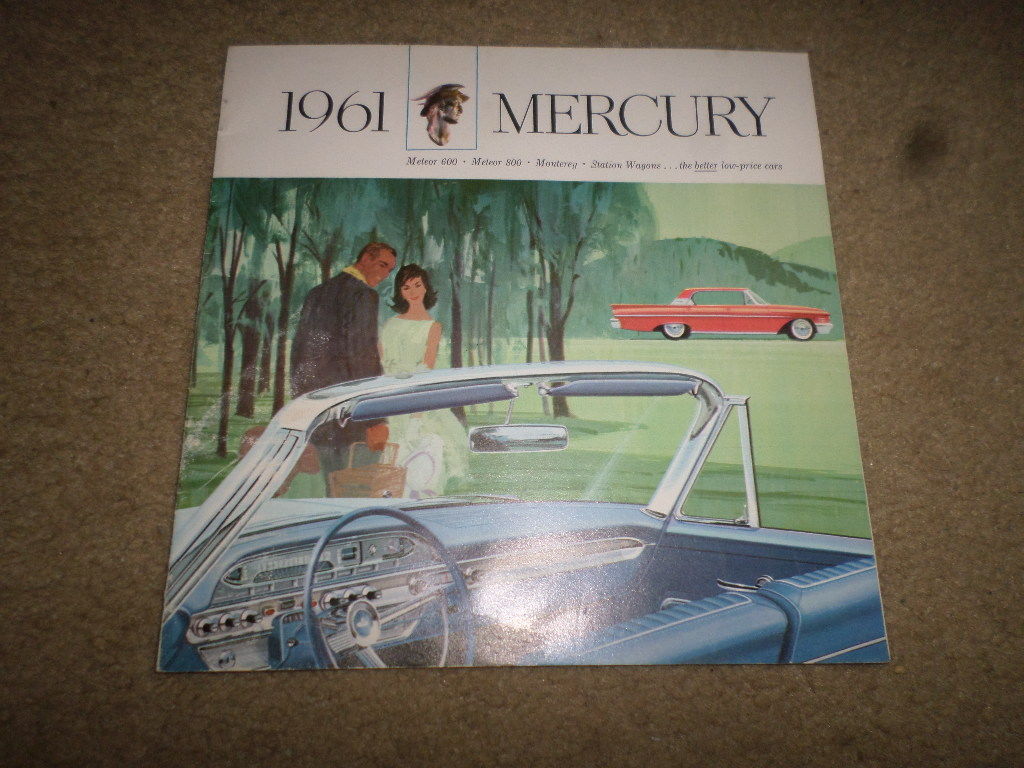 1961 MERCURY
Meteor 600 • Meteor 800 • Monterey • Station Wagons...the better low-price cars